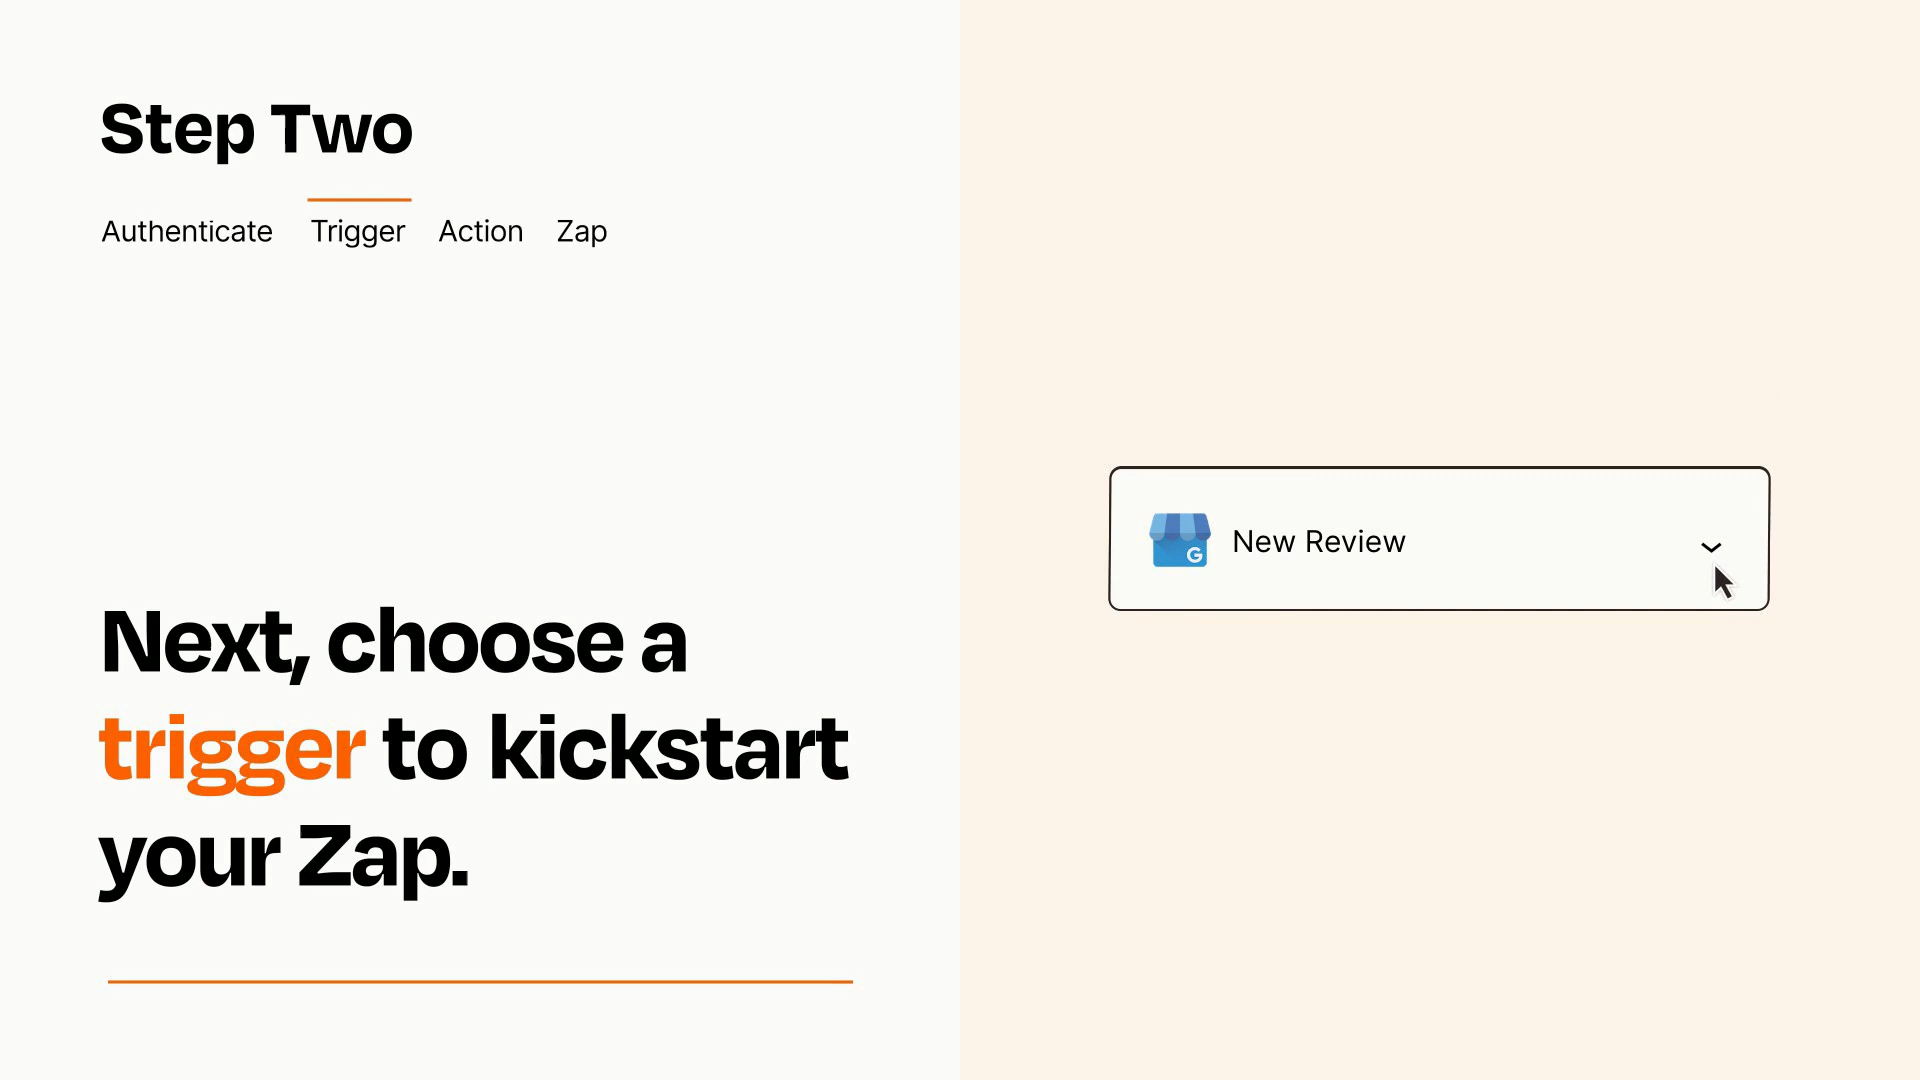 Step Two
Authenticate Trigger Action Zap
Next, choose a
trigger to kickstart
your Zap.
G
New Review